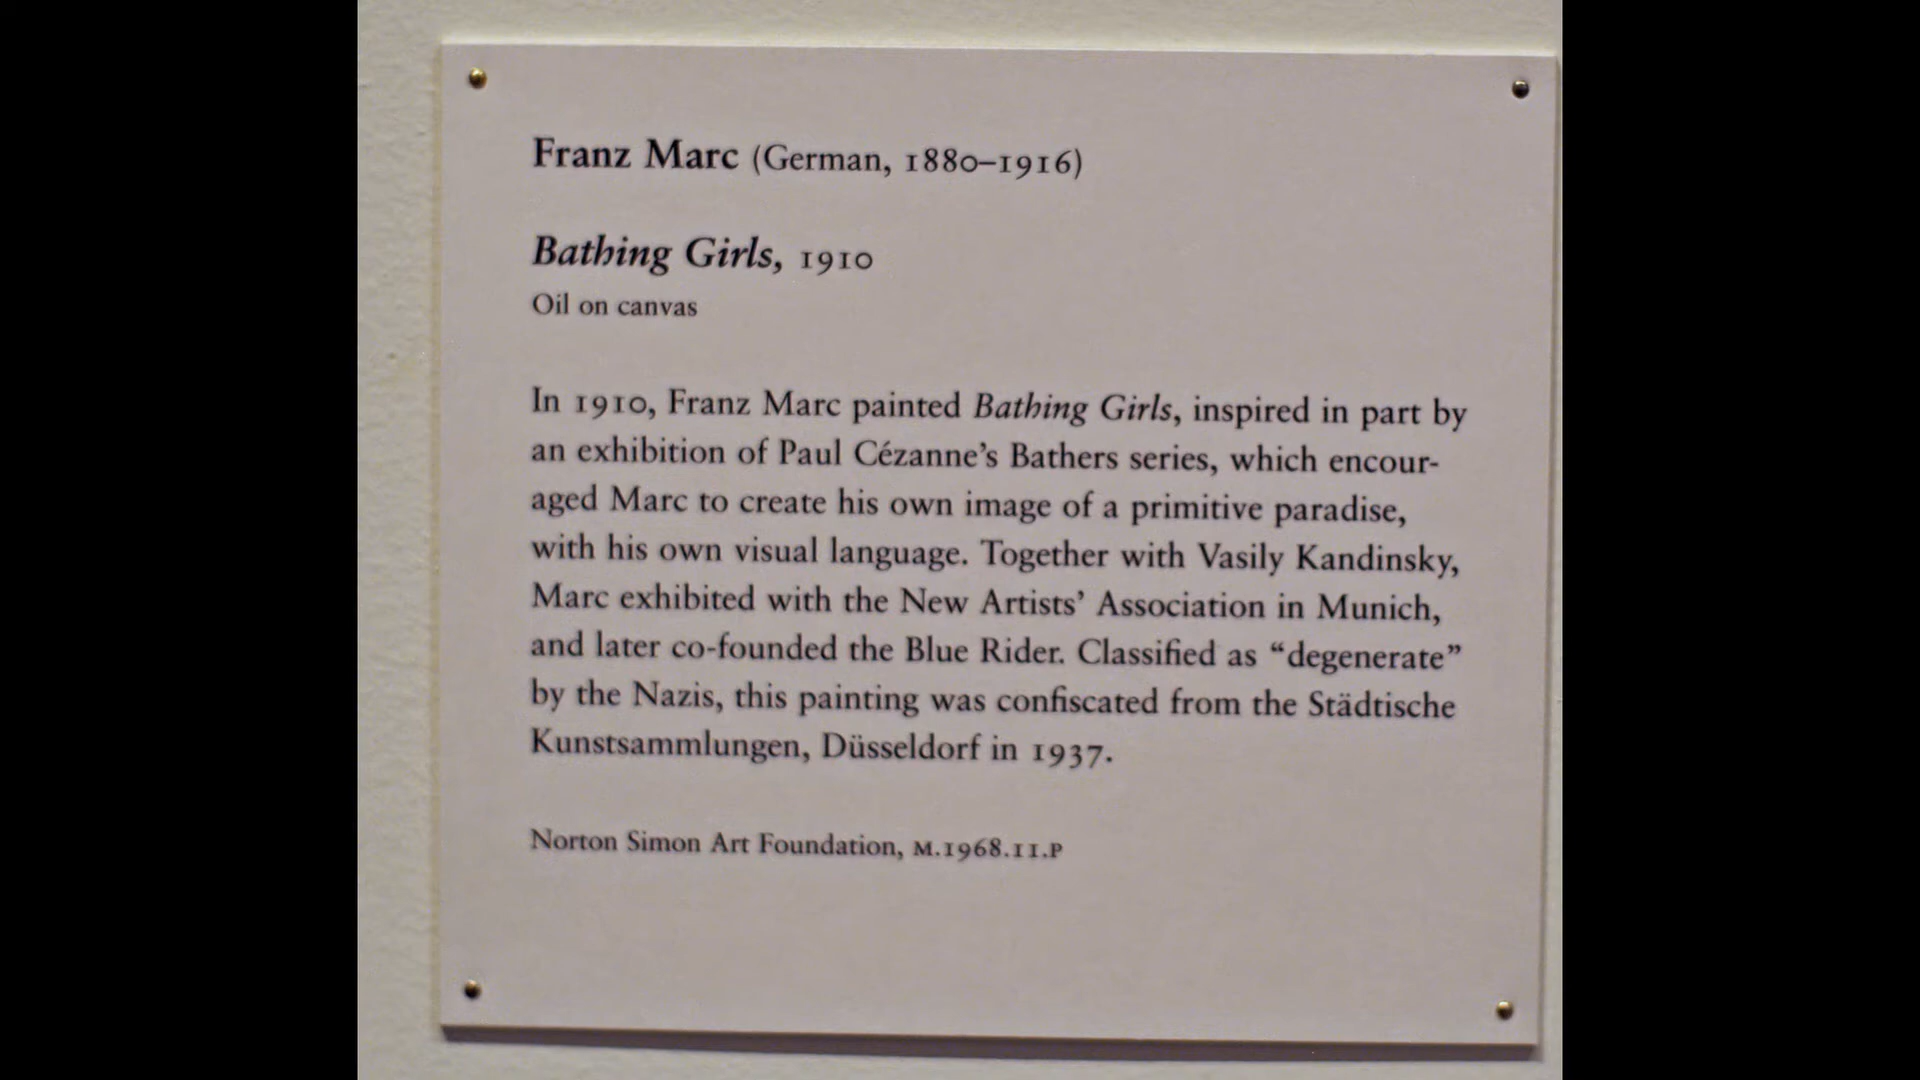 Franz Marc (German, 1880–1916)
Bathing Girls, 1910
Oil on canvas
In 1910, Franz Marc painted Bathing Girls, inspired in part by
an exhibition of Paul Cézanne’s Bathers series, which encour-
aged Marc to create his own image of a primitive paradise,
with his own visual language. Together with Vasily Kandinsky,
Marc exhibited with the New Artists’ Association in Munich,
and later co-founded the Blue Rider. Classified as “degenerate”
by the Nazis, this painting was confiscated from the Städtische
Kunstsammlungen, Düsseldorf in 1937.
Norton Simon Art Foundation, M.1968.11.P